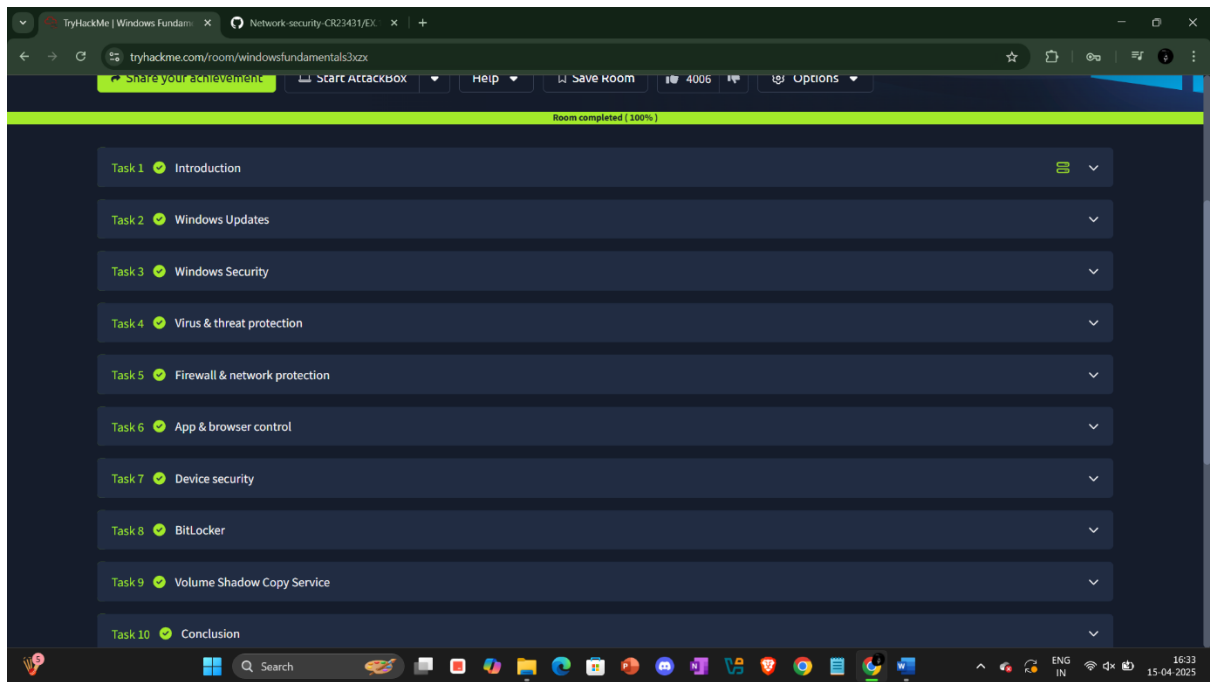 TryHackMe | Windows Fundam
Network-security-CR23431/EX.
tryhackme.com/room/windowsfundamentals3xzx
Share your achievement Start AttackBox Help Save Room 4006 Options
Room completed ( 100% )
Task 1 Introduction
Task 2 Windows Updates
Task 3 Windows Security
Task 4 Virus & threat protection
Task 5 Firewall & network protection
Task 6 App & browser control
Task 7 Device security
Task 8 BitLocker
Task 9 Volume Shadow Copy Service
Task 10 Conclusion
5
Search
ENG
IN
16:33
15-04-2025